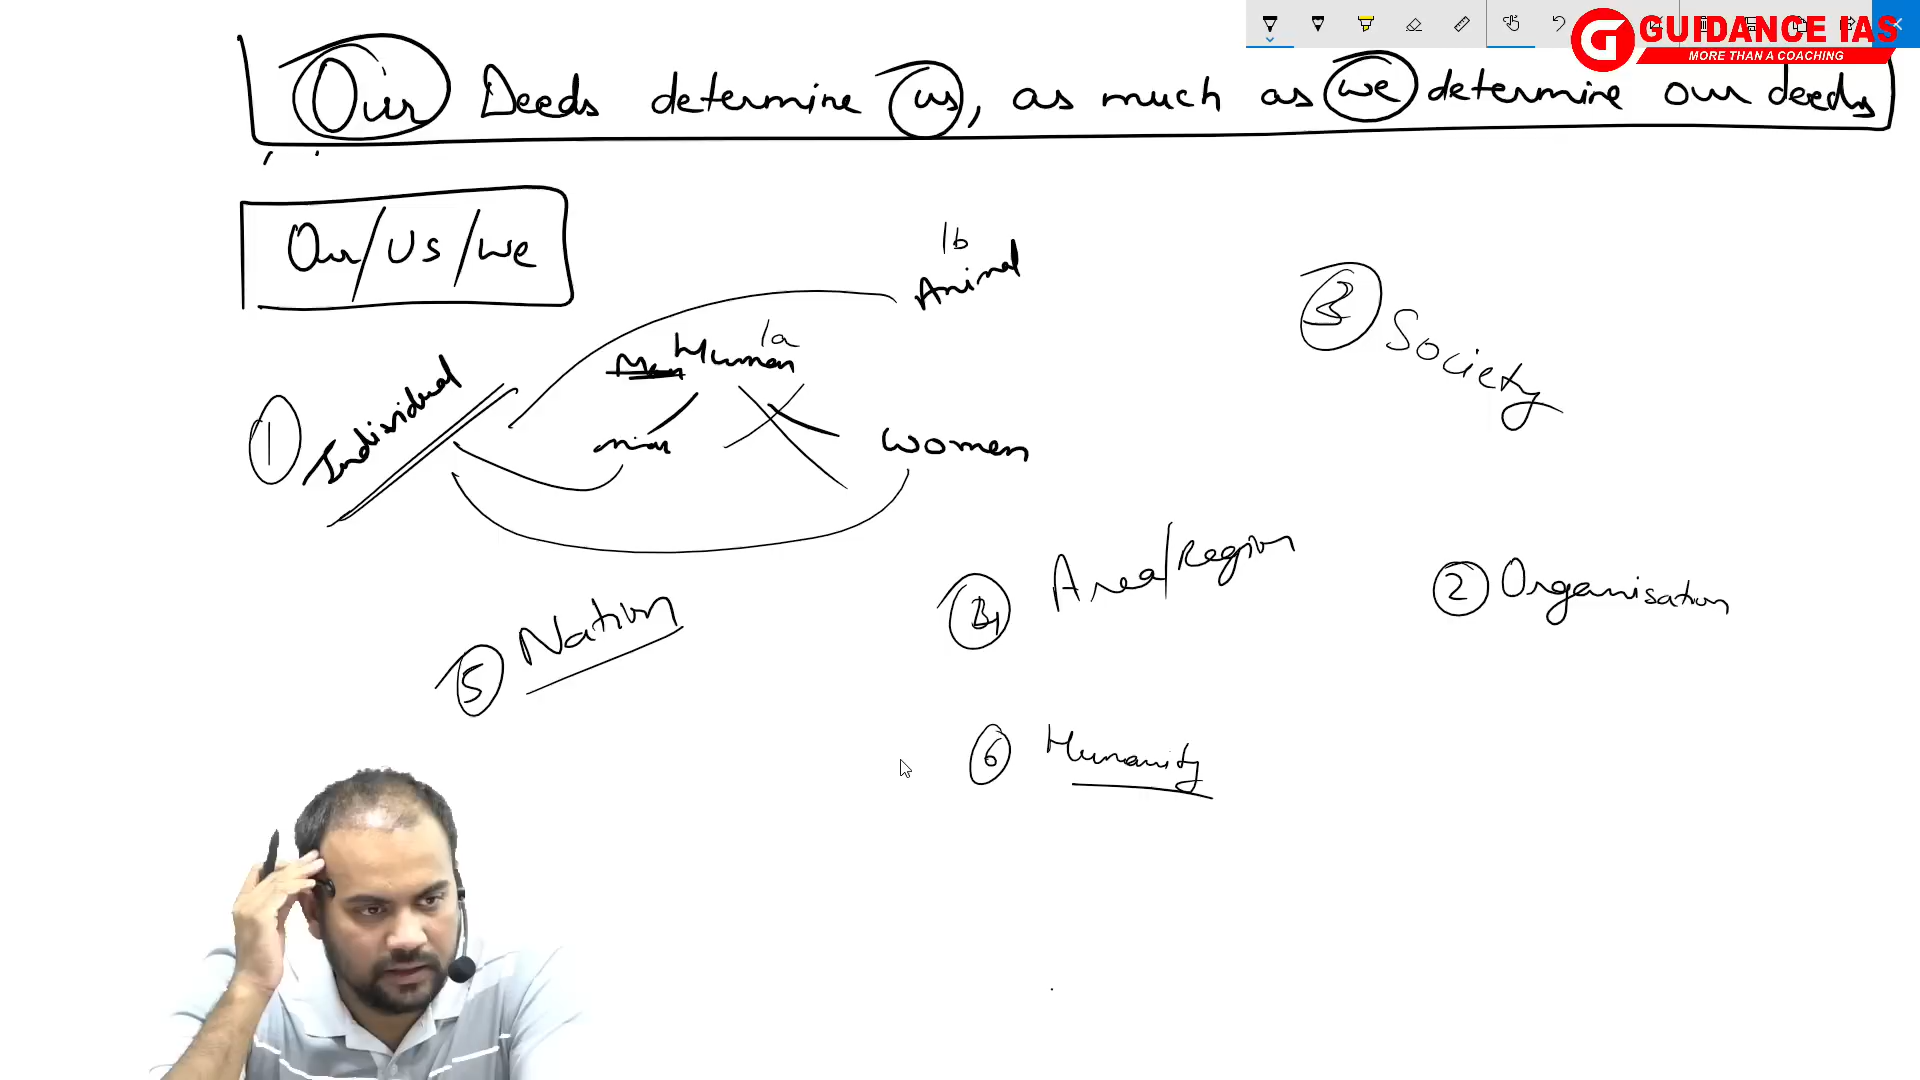 GUIDANCE IAS
MORE THAN A COACHING
Our Deeds determine us, as much as we determine our deeds
Our/us/we
1b
Animal
1a
Human
① Individual
man
women
③ Society
④ Area/Region
② Organisation
⑤ Nation
⑥ Humanity